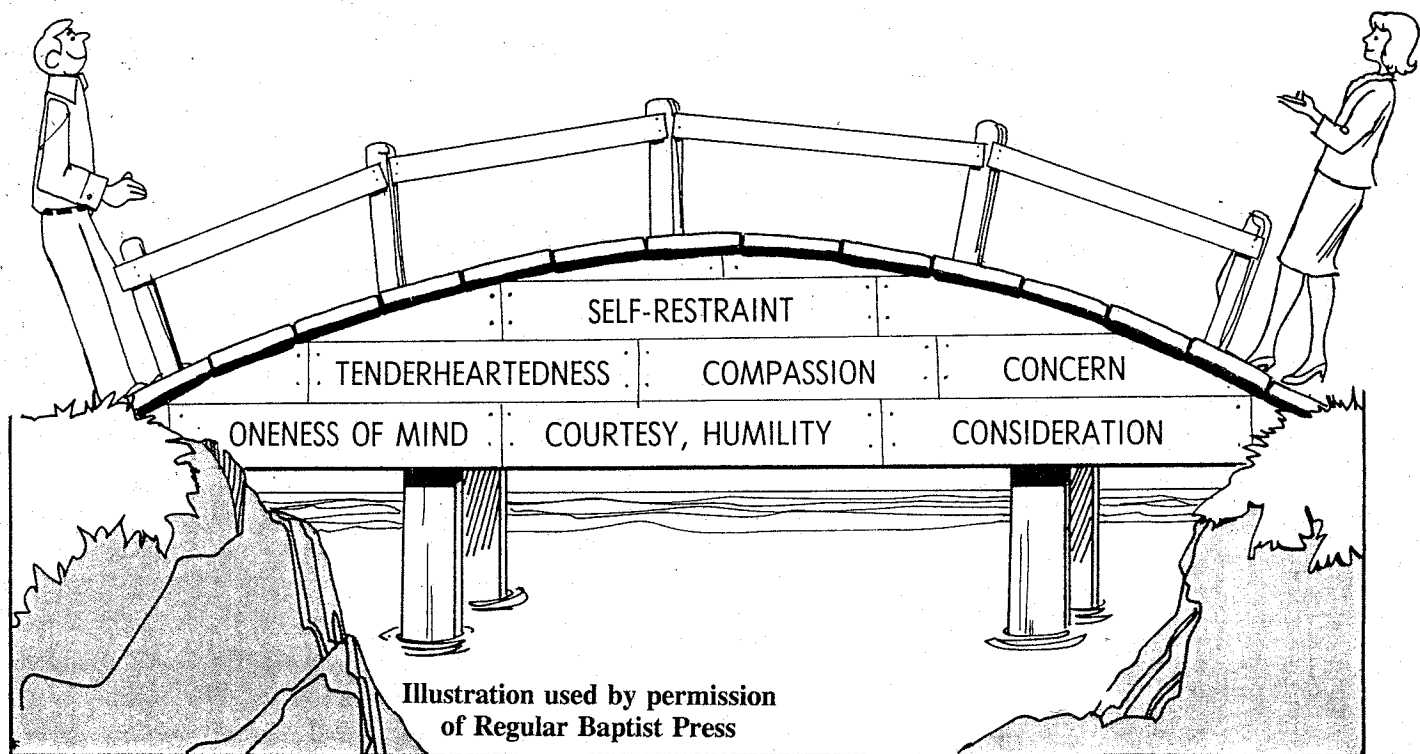 SELF-RESTRAINT
TENDERHEARTEDNESS COMPASSION CONCERN
ONENESS OF MIND COURTESY, HUMILITY CONSIDERATION
Illustration used by permission
of Regular Baptist Press